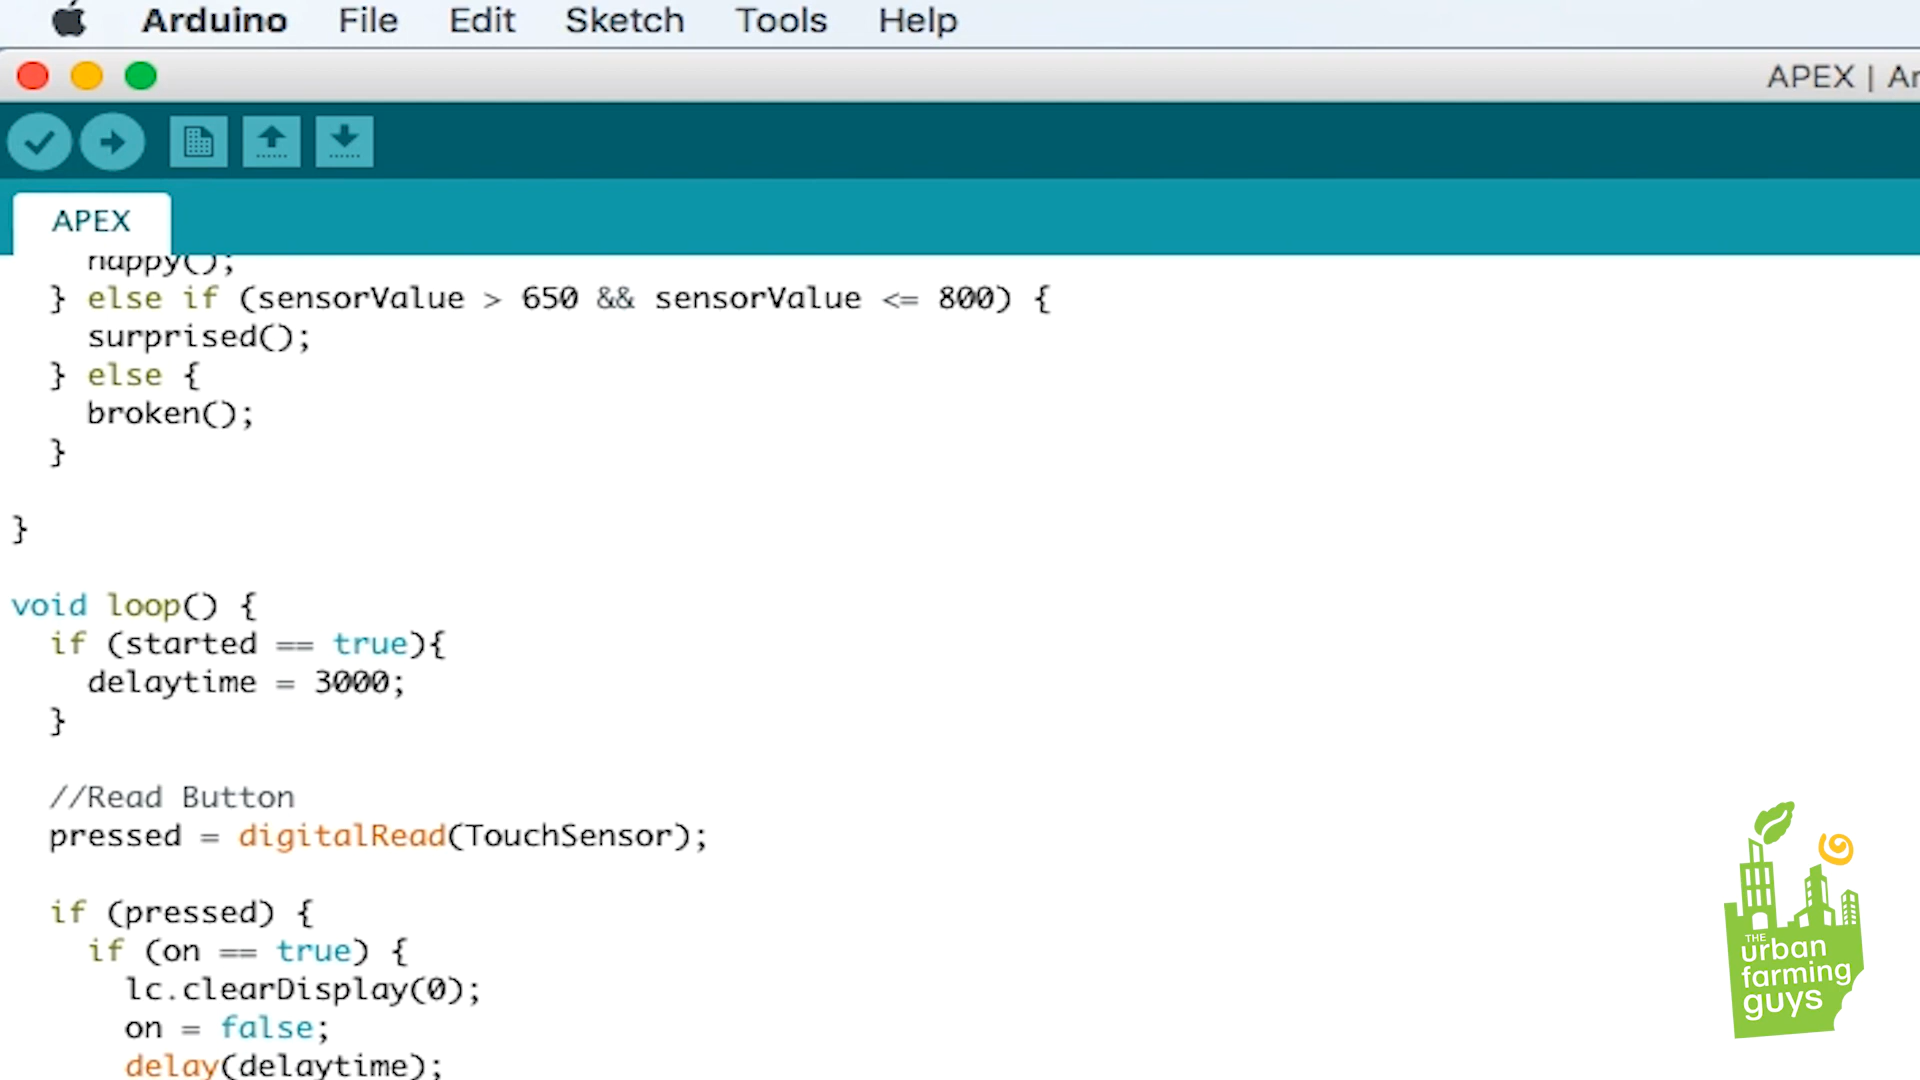 Arduino File Edit Sketch Tools Help
APEX | Ar
APEX
happy();
} else if (sensorValue > 650 && sensorValue <= 800) {
surprised();
} else {
broken();
}
}
void loop() {
if (started == true){
delaytime = 3000;
}
//Read Button
pressed = digitalRead(TouchSensor);
if (pressed) {
if (on == true) {
lc.clearDisplay(0);
on = false;
delay(delaytime);
THE
urban
farming
guys